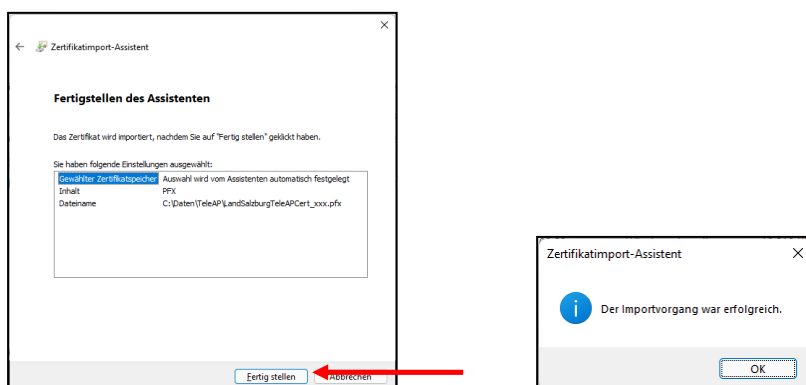 Zertifikatimport-Assistent
Fertigstellen des Assistenten
Das Zertifikat wird importiert, nachdem Sie auf "Fertig stellen" geklickt haben.
Sie haben folgende Einstellungen ausgewählt:
Gewählter Zertifikatspeicher Auswahl wird vom Assistenten automatisch festgelegt
Inhalt PFX
Dateiname C:\Daten\TeleAP\LandSalzburgTeleAPCert_xxx.pfx
Fertig stellen Abbrechen
Zertifikatimport-Assistent
Der Importvorgang war erfolgreich.
OK